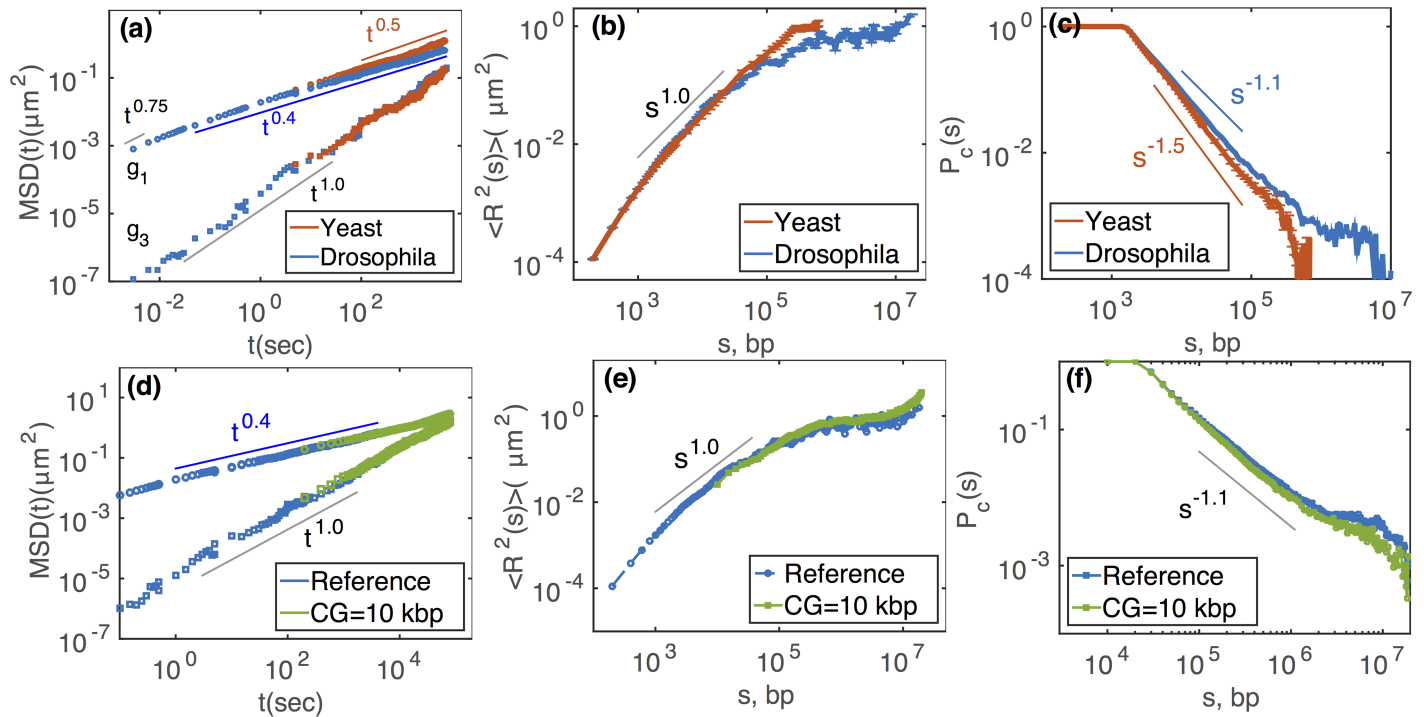 (a)
t^0.5
t^0.75
t^0.4
g_1
t^1.0
g_3
Yeast
Drosophila
MSD(t)(μm^2)
10^-1
10^-3
10^-5
10^-7
10^-2
10^0
10^2
t(sec)
(b)
s^1.0
Yeast
Drosophila
<R^2(s)>( μm^2)
10^0
10^-2
10^-4
10^3
10^5
10^7
s, bp
(c)
s^-1.1
s^-1.5
Yeast
Drosophila
P_c(s)
10^0
10^-2
10^-4
10^3
10^5
10^7
s, bp
(d)
t^0.4
t^1.0
Reference
CG=10 kbp
MSD(t)(μm^2)
10^1
10^-1
10^-3
10^-5
10^-7
10^0
10^2
10^4
t(sec)
(e)
s^1.0
Reference
CG=10 kbp
<R^2(s)>( μm^2)
10^0
10^-2
10^-4
10^3
10^5
10^7
s, bp
(f)
s^-1.1
Reference
CG=10 kbp
P_c(s)
10^-1
10^-3
10^4
10^5
10^6
10^7
s, bp